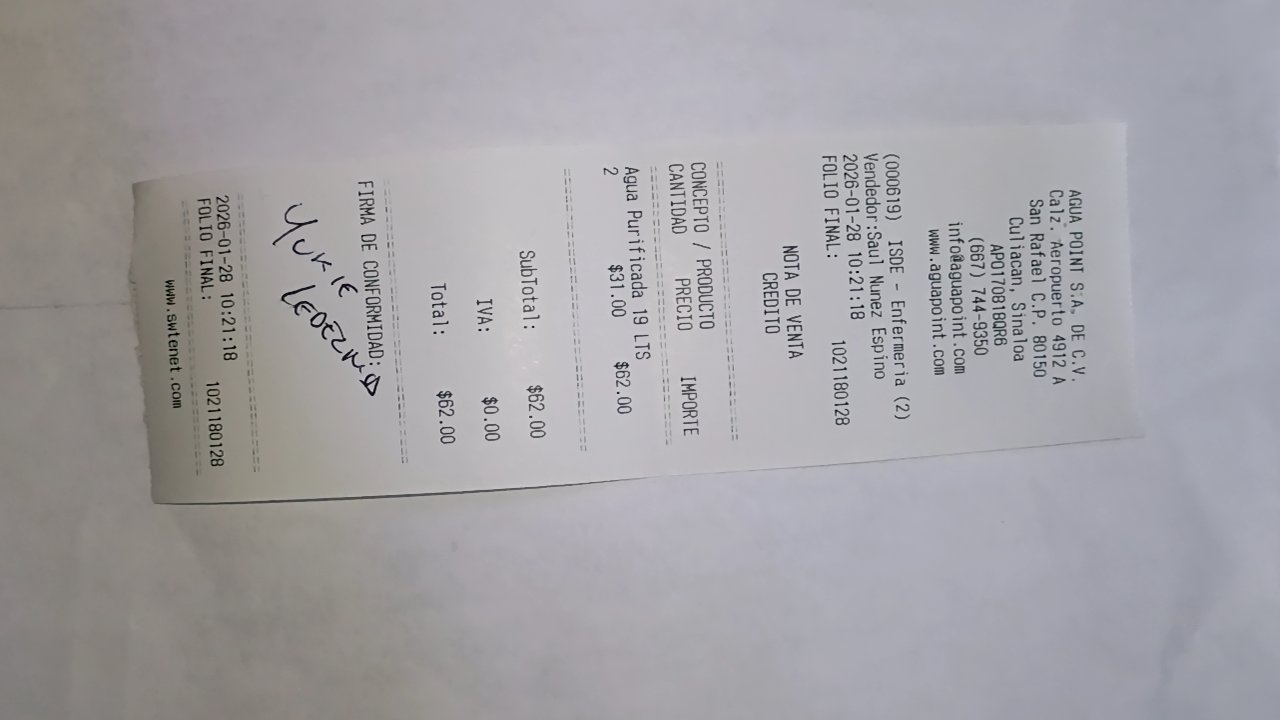 AGUA POINT S.A. DE C.V.
Calz. Aeropuerto 4912 A
San Rafael C.P. 80150
Culiacan, Sinaloa
APO170818QR6
(667) 744-9350
info@aguapoint.com
www.aguapoint.com
(000619) ISDE - Enfermeria (2)
Vendedor:Saul Nunez Espino
2026-01-28 10:21:18
FOLIO FINAL: 1021180128
NOTA DE VENTA
CREDITO
CONCEPTO / PRODUCTO
CANTIDAD PRECIO IMPORTE
Agua Purificada 19 LTS
2 $31.00 $62.00
SubTotal: $62.00
IVA: $0.00
Total: $62.00
FIRMA DE CONFORMIDAD:
YURIE
2026-01-28 10:21:18
FOLIO FINAL: 1021180128
www.swtenet.com